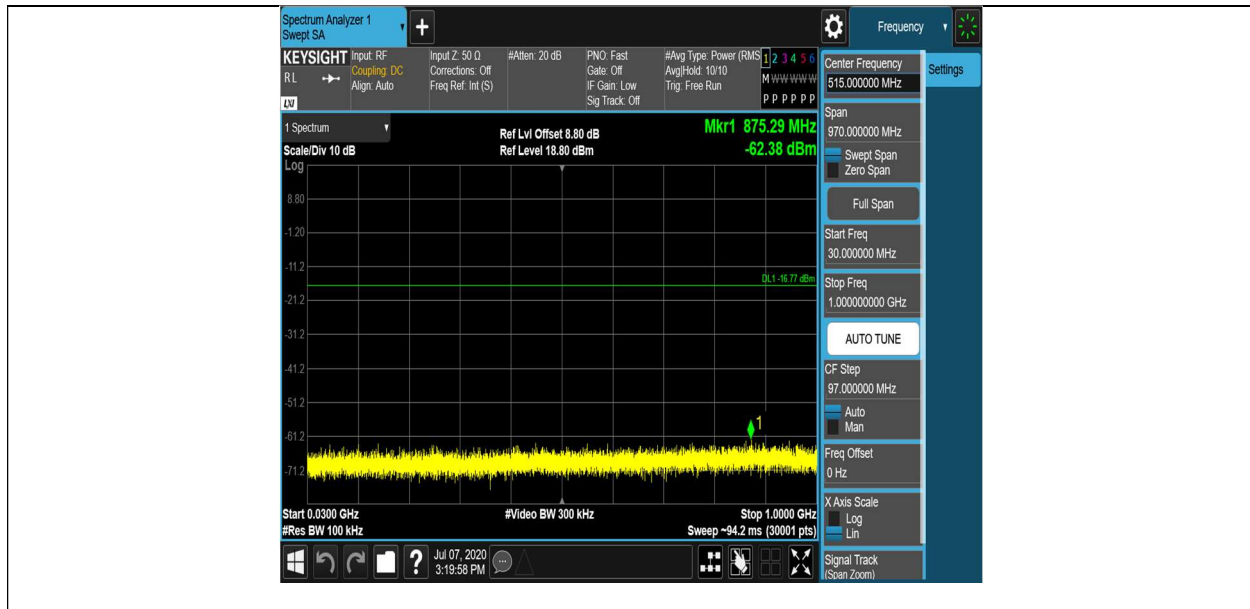 Spectrum Analyzer 1
Swept SA
+
Frequency
KEYSIGHT
Input: RF
Input Z: 50 Ω
#Atten: 20 dB
PNO: Fast
#Avg Type: Power (RMS
1 2 3 4 5 6
R L
Coupling: DC
Corrections: Off
Gate: Off
Avg|Hold: 10/10
M W W W W W
Align: Auto
Freq Ref: Int (S)
IF Gain: Low
Trig: Free Run
LXI
Sig Track: Off
P P P P P P
1 Spectrum
Ref Lvl Offset 8.80 dB
Mkr1 875.29 MHz
Scale/Div 10 dB
Ref Level 18.80 dBm
-62.38 dBm
Log
8.80
-1.20
-11.2
DL1 -16.77 dBm
-21.2
-31.2
-41.2
-51.2
1
-61.2
-71.2
Start 0.0300 GHz
#Video BW 300 kHz
Stop 1.0000 GHz
#Res BW 100 kHz
Sweep ~94.2 ms (30001 pts)
?
Jul 07, 2020
3:19:58 PM
Center Frequency
515.000000 MHz
Settings
Span
970.000000 MHz
Swept Span
Zero Span
Full Span
Start Freq
30.000000 MHz
Stop Freq
1.000000000 GHz
AUTO TUNE
CF Step
97.000000 MHz
Auto
Man
Freq Offset
0 Hz
X Axis Scale
Log
Lin
Signal Track
(Span Zoom)